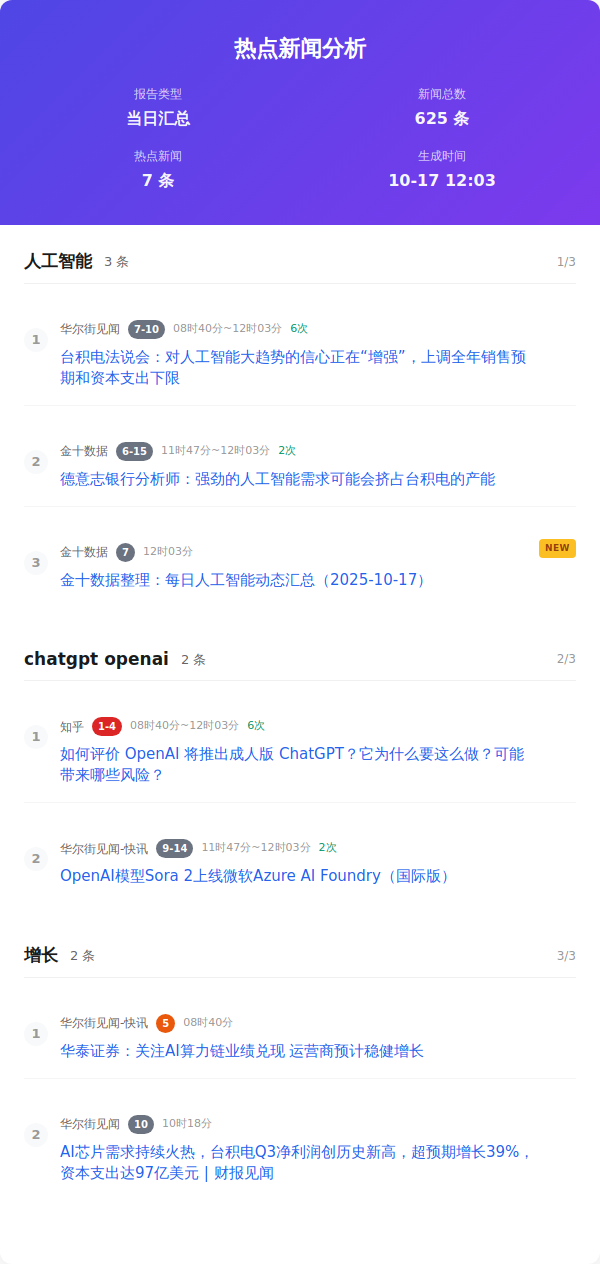 热点新闻分析
报告类型
新闻总数
当日汇总
625 条
热点新闻
生成时间
7 条
10-17 12:03
人工智能 3 条 1/3
华尔街见闻 7-10 08时40分~12时03分 6次
1
台积电法说会：对人工智能大趋势的信心正在“增强”，上调全年销售预
期和资本支出下限
金十数据 6-15 11时47分~12时03分 2次
2
德意志银行分析师：强劲的人工智能需求可能会挤占台积电的产能
金十数据 7 12时03分 NEW
3
金十数据整理：每日人工智能动态汇总（2025-10-17）
chatgpt openai 2 条 2/3
知乎 1-4 08时40分~12时03分 6次
1
如何评价 OpenAI 将推出成人版 ChatGPT？它为什么要这么做？可能
带来哪些风险？
华尔街见闻-快讯 9-14 11时47分~12时03分 2次
2
OpenAI模型Sora 2上线微软Azure AI Foundry（国际版）
增长 2 条 3/3
华尔街见闻-快讯 5 08时40分
1
华泰证券：关注AI算力链业绩兑现 运营商预计稳健增长
华尔街见闻 10 10时18分
2
AI芯片需求持续火热，台积电Q3净利润创历史新高，超预期增长39%，
资本支出达97亿美元 | 财报见闻